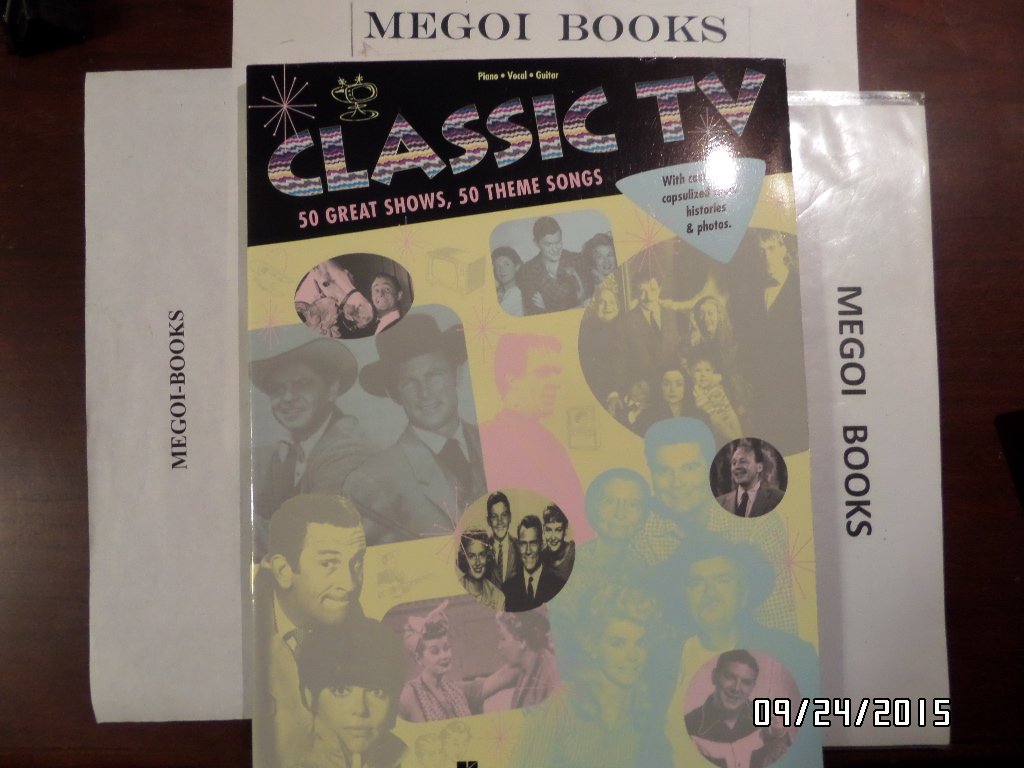 MEGOI BOOKS
Piano • Vocal • Guitar
CLASSIC TV
50 GREAT SHOWS, 50 THEME SONGS
With
capsulized
histories
& photos.
MEGOI-BOOKS
MEGOI BOOKS
09/24/2015